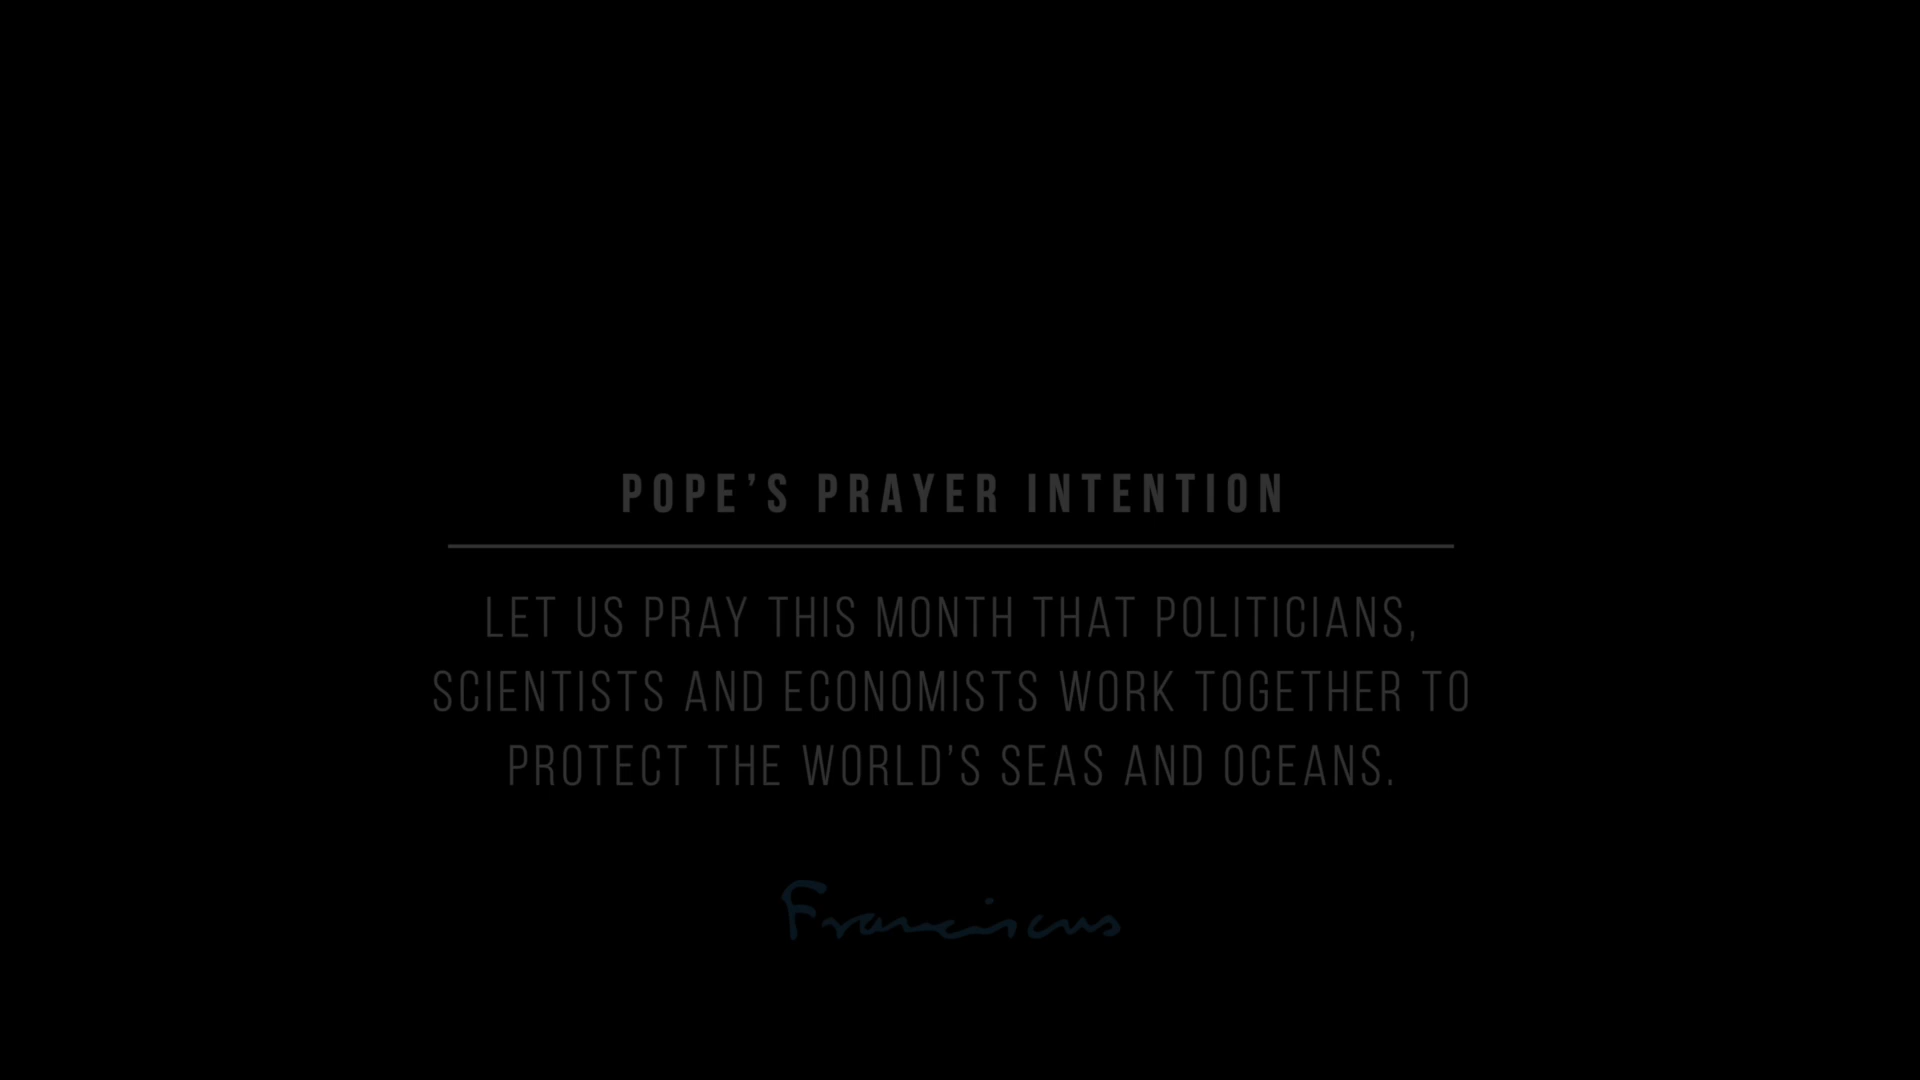 POPE’S PRAYER INTENTION
LET US PRAY THIS MONTH THAT POLITICIANS,
SCIENTISTS AND ECONOMISTS WORK TOGETHER TO
PROTECT THE WORLD’S SEAS AND OCEANS.
Franciscus